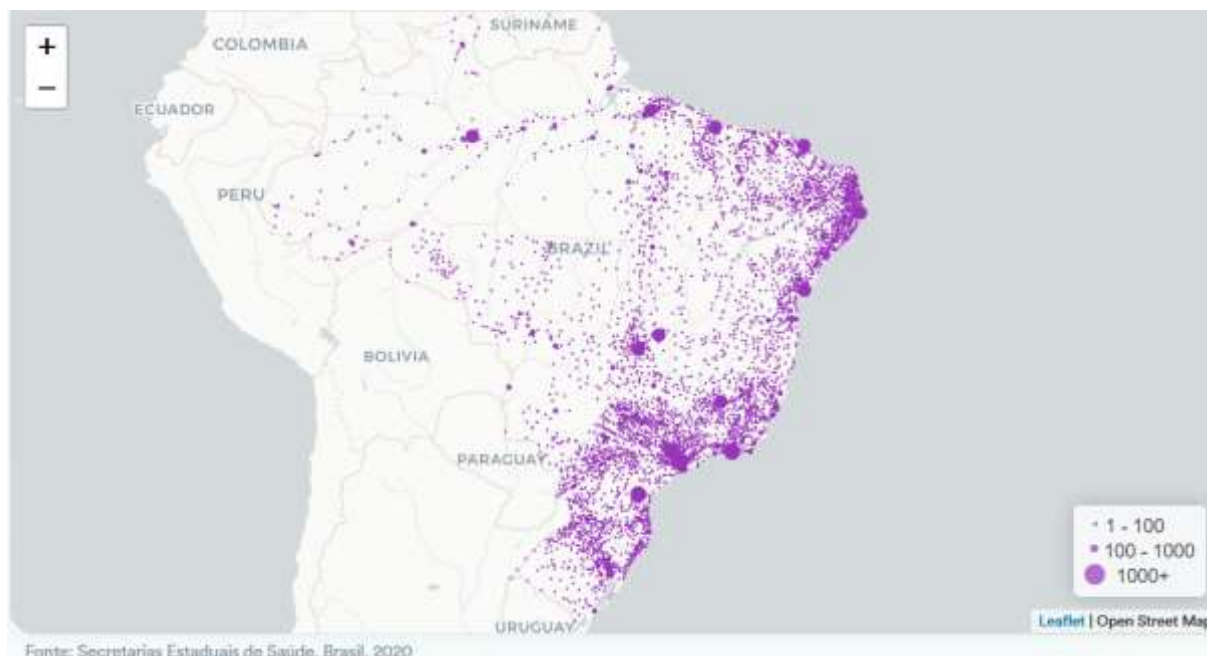 +
SURINAME
COLOMBIA
−
ECUADOR
PERU
BRAZIL
BOLIVIA
PARAGUAY
1 - 100
100 - 1000
1000+
Leaflet | Open Street Map
URUGUAY
Fonte: Secretarias Estaduais de Saúde. Brasil. 2020